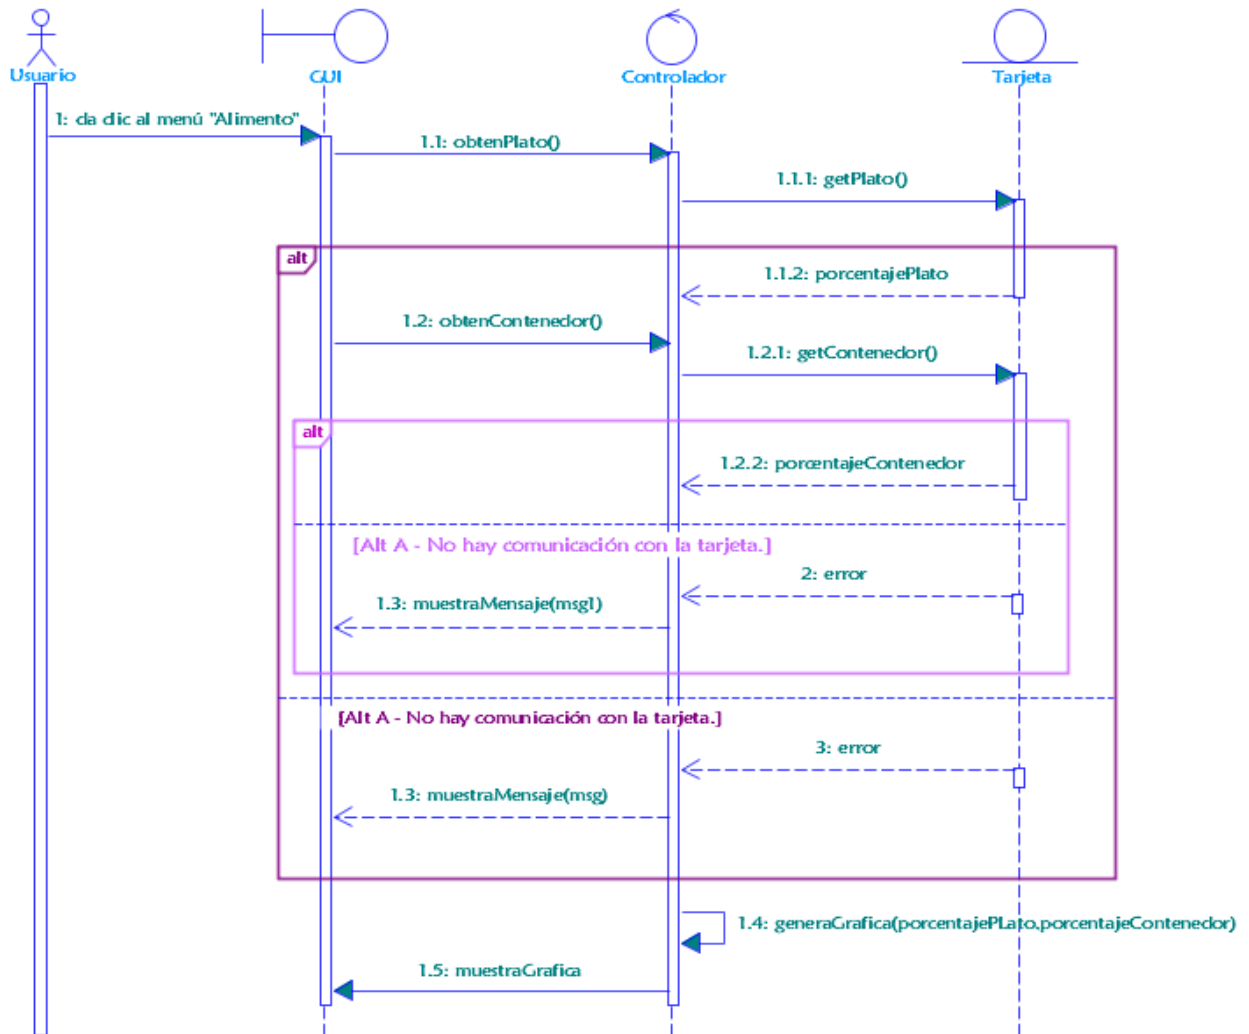 Usuario
GUI
Controlador
Tarjeta
1: da clic al menú "Alimento"
1.1: obtenPlato()
1.1.1: getPlato()
alt
1.1.2: porcentajePlato
1.2: obtenContenedor()
1.2.1: getContenedor()
alt
1.2.2: porcentajeContenedor
[Alt A - No hay comunicación con la tarjeta.]
2: error
1.3: muestraMensaje(msg1)
[Alt A - No hay comunicación con la tarjeta.]
3: error
1.3: muestraMensaje(msg)
1.4: generaGrafica(porcentajePLato,porcentajeContenedor)
1.5: muestraGrafica